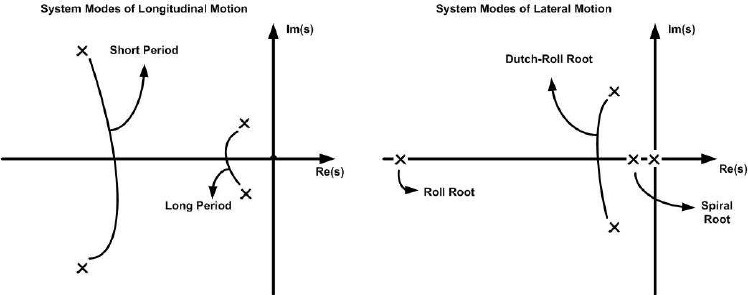 System Modes of Longitudinal Motion
Im(s)
Short Period
Re(s)
Long Period
System Modes of Lateral Motion
Im(s)
Dutch-Roll Root
Re(s)
Roll Root
Spiral
Root